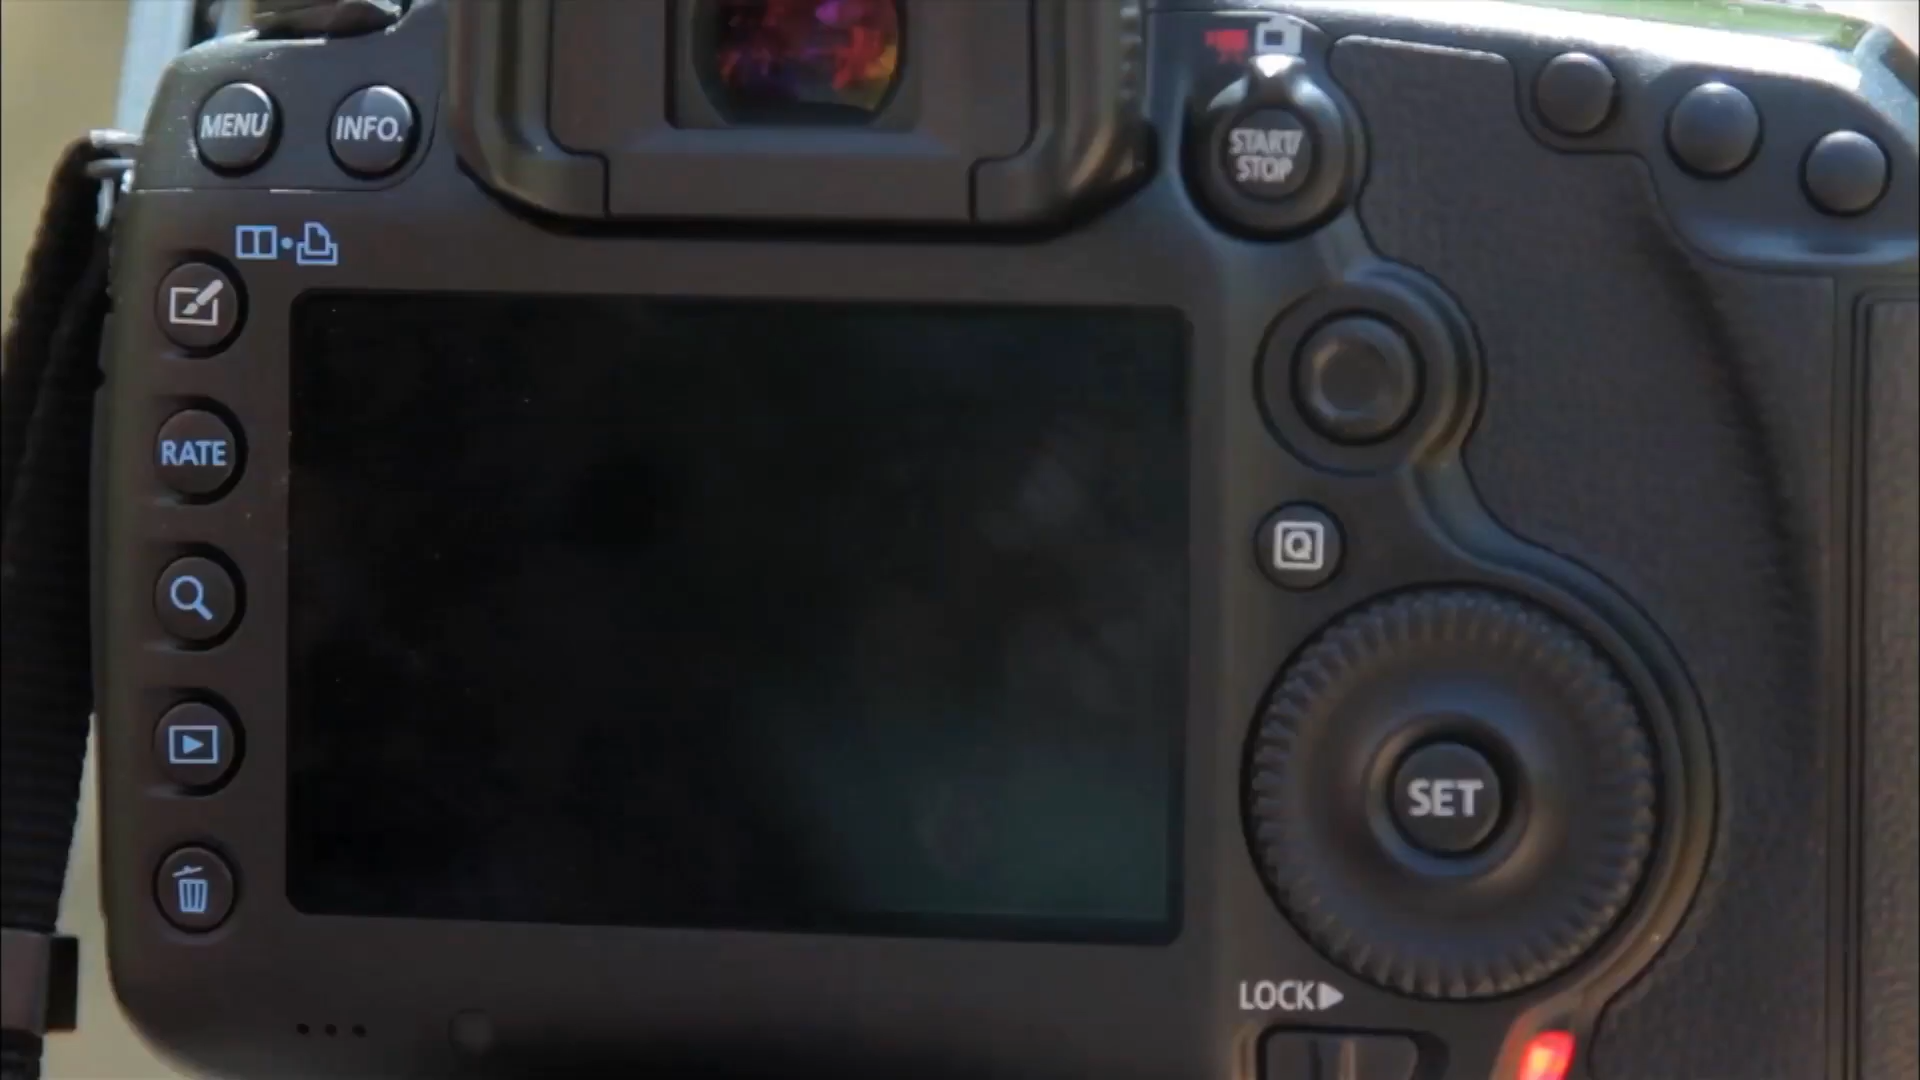 MENU
INFO.
START/
STOP
RATE
Q
SET
LOCK